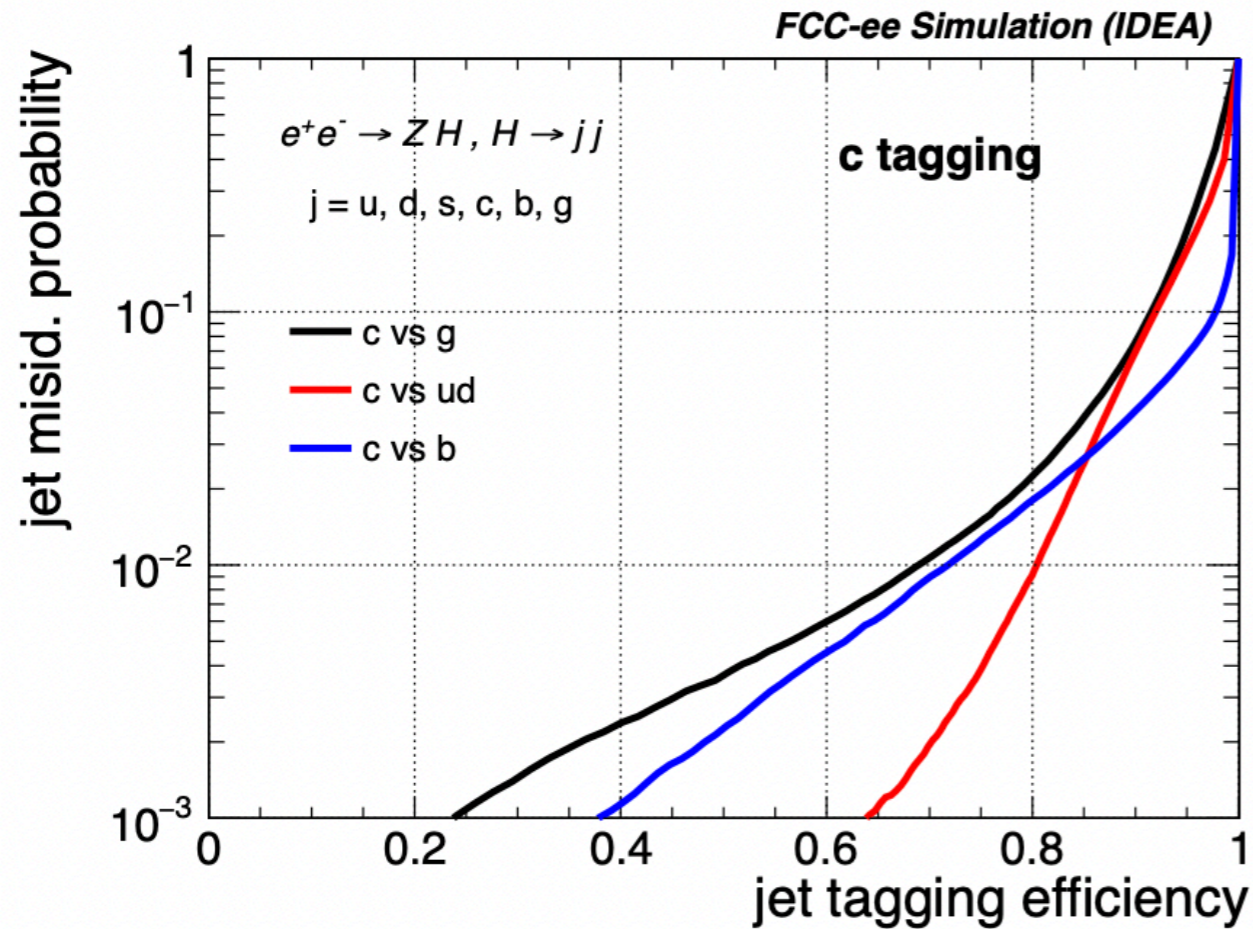 FCC-ee Simulation (IDEA)
jet misid. probability
1
10⁻¹
10⁻²
10⁻³
e⁺e⁻ → Z H , H → j j
j = u, d, s, c, b, g
c tagging
c vs g
c vs ud
c vs b
0 0.2 0.4 0.6 0.8 1
jet tagging efficiency